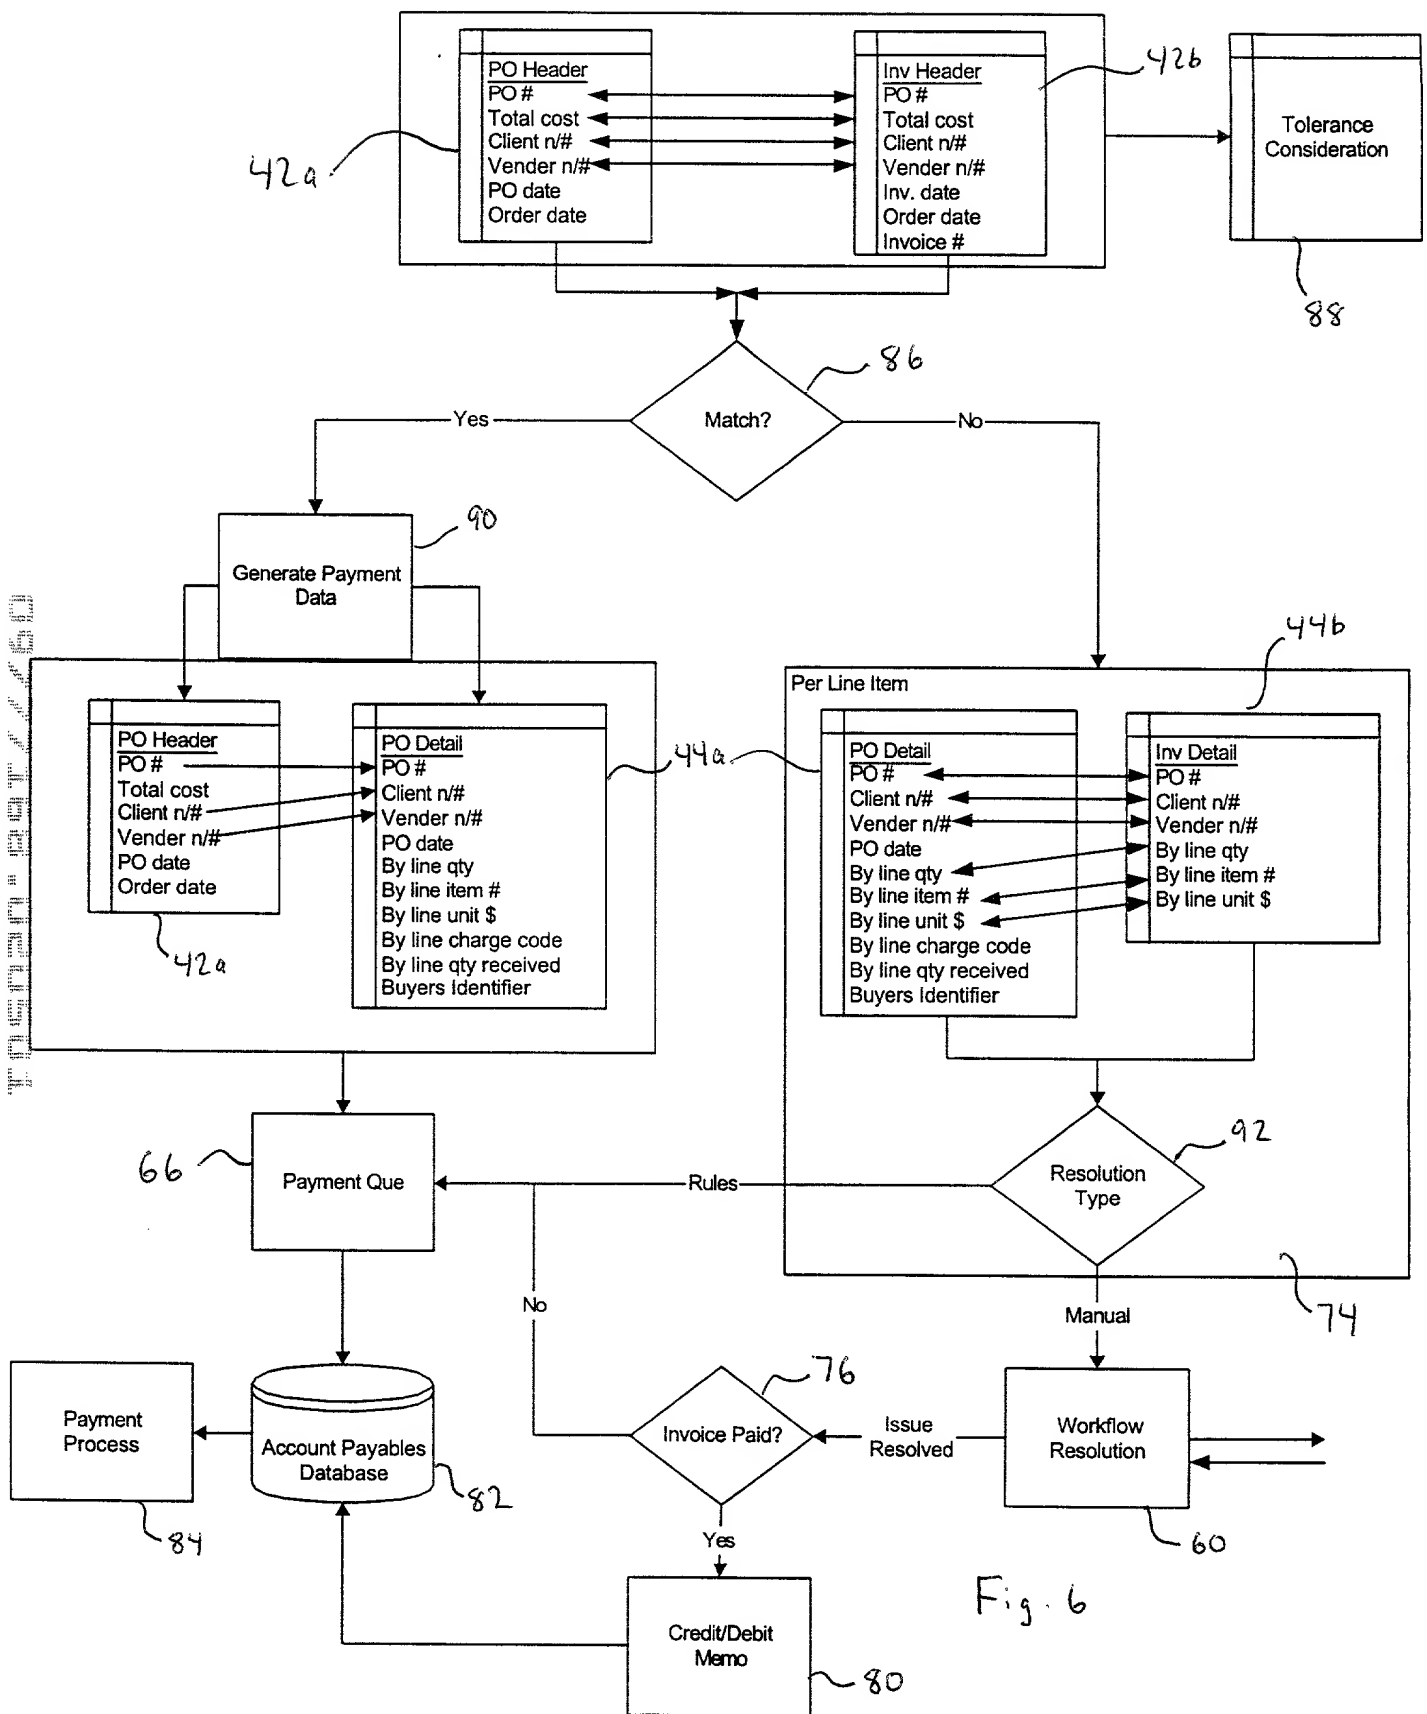 PO Header
PO #
Total cost
Client n/#
Vender n/#
PO date
Order date
42a
Inv Header
PO #
Total cost
Client n/#
Vender n/#
Inv. date
Order date
Invoice #
42b
Tolerance
Consideration
88
Match?
86
Yes
No
Generate Payment
Data
90
PO Header
PO #
Total cost
Client n/#
Vender n/#
PO date
Order date
42a
PO Detail
PO #
Client n/#
Vender n/#
PO date
By line qty
By line item #
By line unit $
By line charge code
By line qty received
Buyers Identifier
44a
Per Line Item
PO Detail
PO #
Client n/#
Vender n/#
PO date
By line qty
By line item #
By line unit $
By line charge code
By line qty received
Buyers Identifier
44b
Inv Detail
PO #
Client n/#
Vender n/#
By line qty
By line item #
By line unit $
Resolution
Type
92
74
Rules
Manual
66
Payment Que
No
Payment
Process
84
Account Payables
Database
82
Invoice Paid?
76
Issue
Resolved
Workflow
Resolution
60
Yes
Credit/Debit
Memo
80
Fig. 6